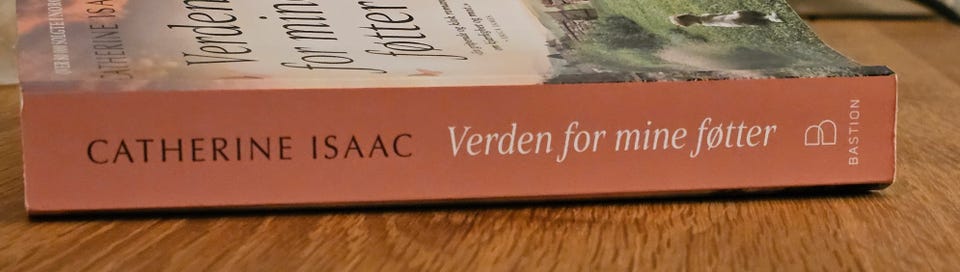 CATHERINE ISAAC
Verden
for mine
føtter
CATHERINE ISAAC Verden for mine føtter BASTION